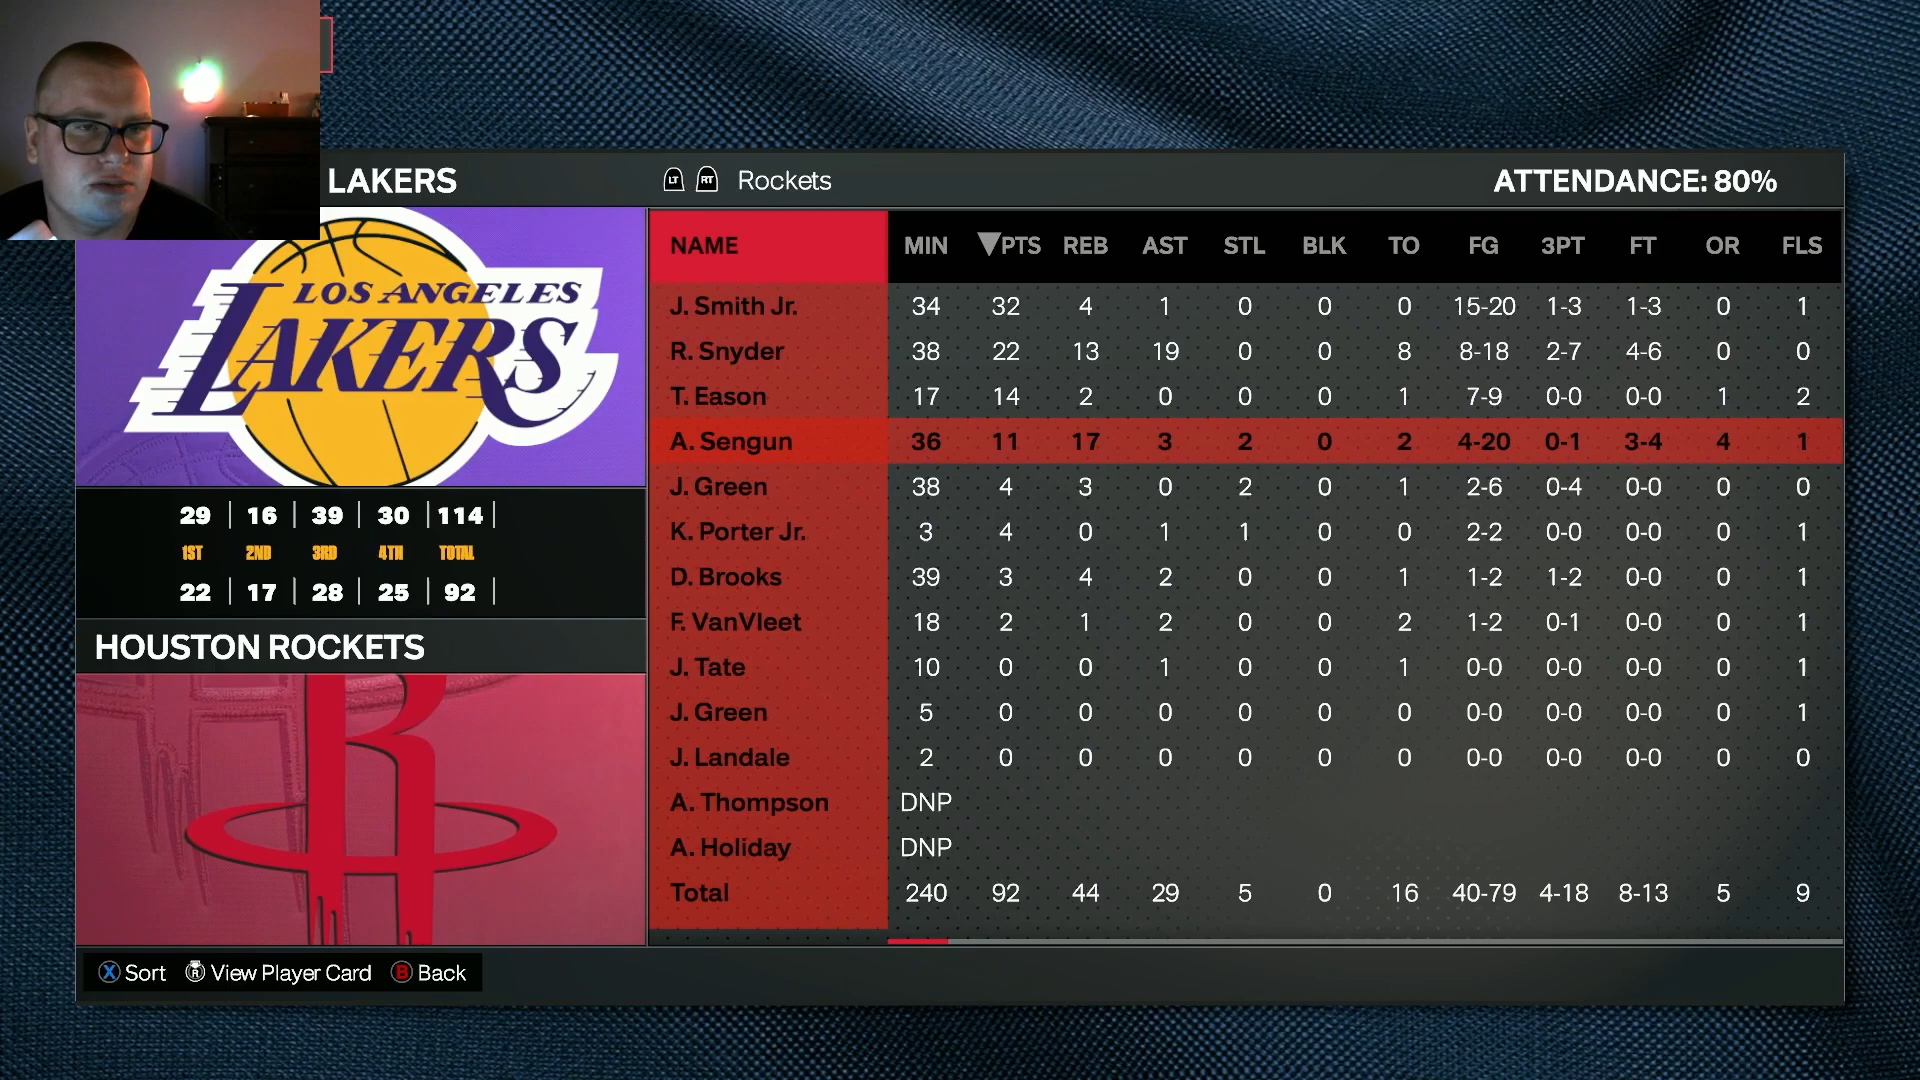 LAKERS
LT RT Rockets
ATTENDANCE: 80%
LOS ANGELES
LAKERS
29 | 16 | 39 | 30 | 114 |
1ST 2ND 3RD 4TH TOTAL
22 | 17 | 28 | 25 | 92 |
HOUSTON ROCKETS
R
NAME MIN ▼PTS REB AST STL BLK TO FG 3PT FT OR FLS
J. Smith Jr. 34 32 4 1 0 0 0 15-20 1-3 1-3 0 1
R. Snyder 38 22 13 19 0 0 8 8-18 2-7 4-6 0 0
T. Eason 17 14 2 0 0 0 1 7-9 0-0 0-0 1 2
A. Sengun 36 11 17 3 2 0 2 4-20 0-1 3-4 4 1
J. Green 38 4 3 0 2 0 1 2-6 0-4 0-0 0 0
K. Porter Jr. 3 4 0 1 1 0 0 2-2 0-0 0-0 0 1
D. Brooks 39 3 4 2 0 0 1 1-2 1-2 0-0 0 1
F. VanVleet 18 2 1 2 0 0 2 1-2 0-1 0-0 0 1
J. Tate 10 0 0 1 0 0 1 0-0 0-0 0-0 0 1
J. Green 5 0 0 0 0 0 0 0-0 0-0 0-0 0 1
J. Landale 2 0 0 0 0 0 0 0-0 0-0 0-0 0 0
A. Thompson DNP
A. Holiday DNP
Total 240 92 44 29 5 0 16 40-79 4-18 8-13 5 9
X Sort R View Player Card B Back